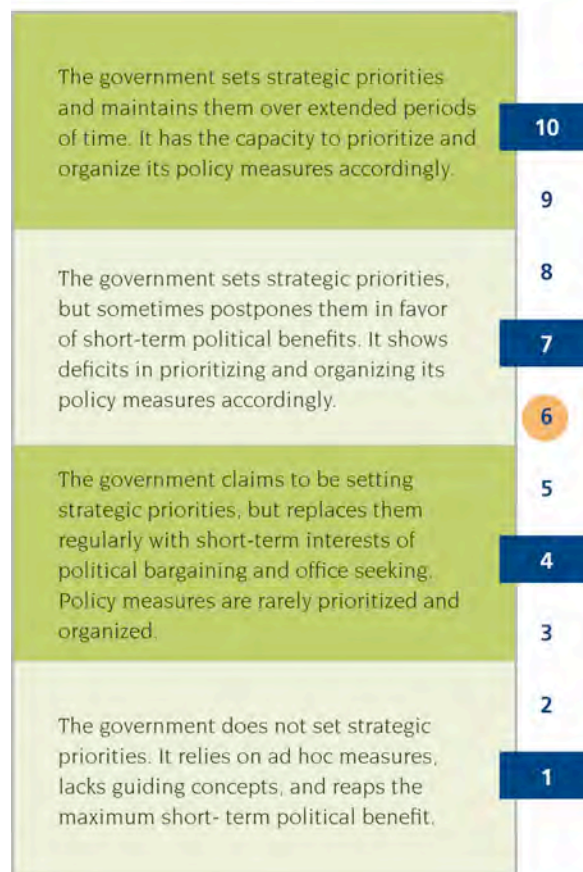 The government sets strategic priorities
and maintains them over extended periods
of time. It has the capacity to prioritize and
organize its policy measures accordingly.
10
9
The government sets strategic priorities,
but sometimes postpones them in favor
of short-term political benefits. It shows
deficits in prioritizing and organizing its
policy measures accordingly.
8
7
6
The government claims to be setting
strategic priorities, but replaces them
regularly with short-term interests of
political bargaining and office seeking.
Policy measures are rarely prioritized and
organized.
5
4
3
The government does not set strategic
priorities. It relies on ad hoc measures,
lacks guiding concepts, and reaps the
maximum short- term political benefit.
2
1